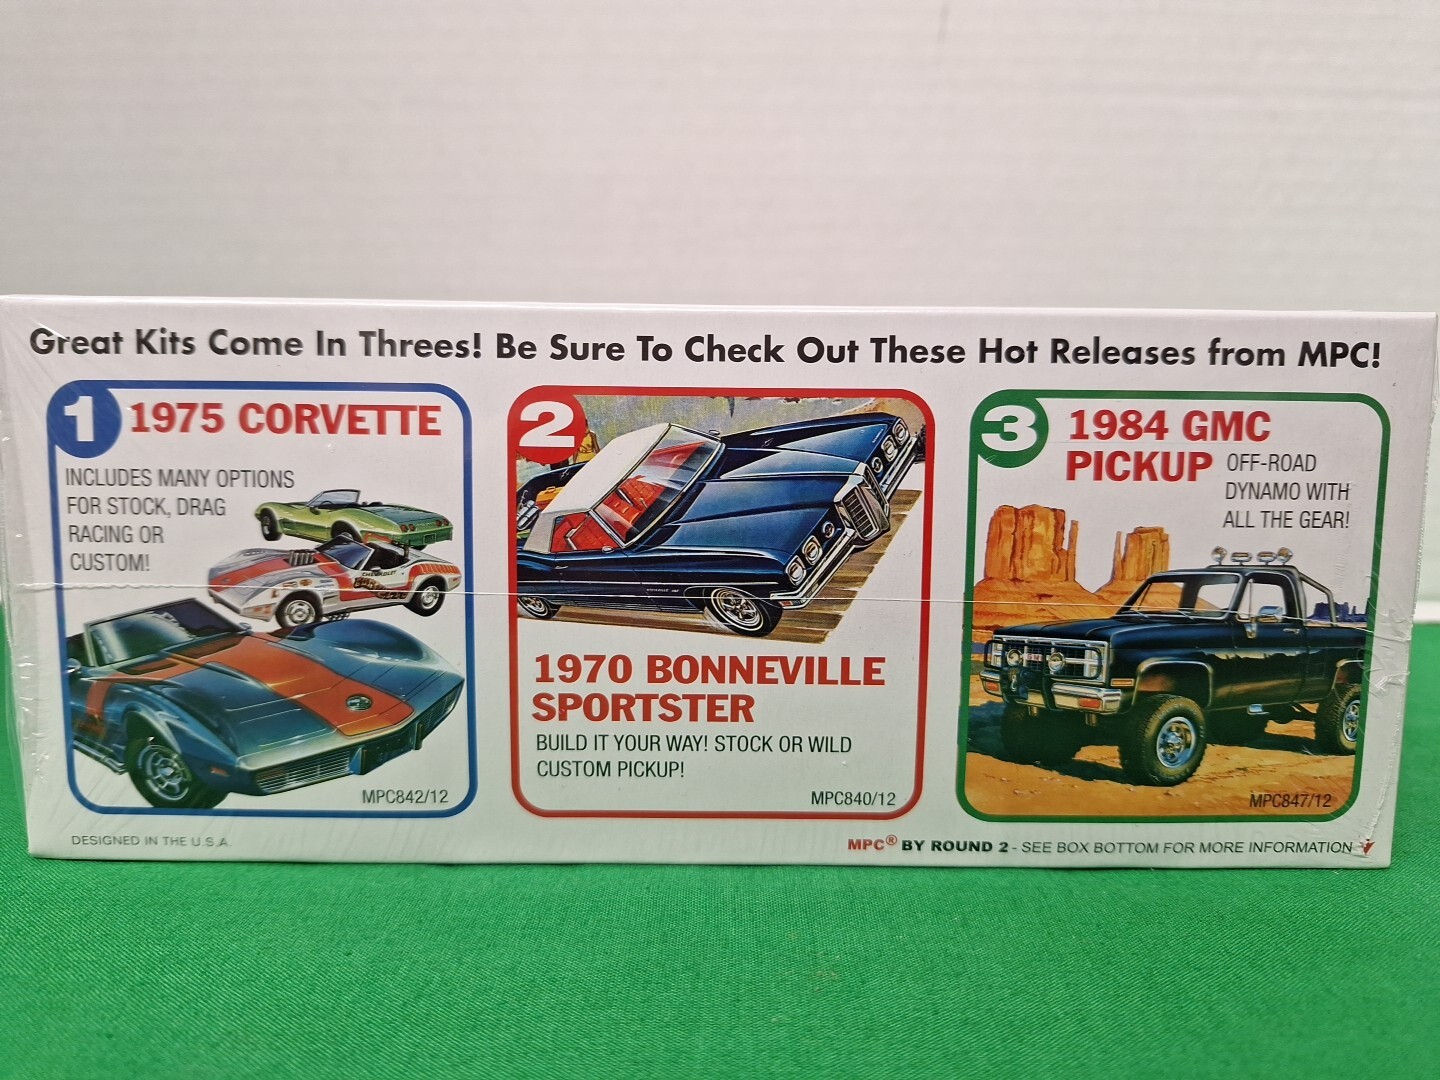 Great Kits Come In Threes! Be Sure To Check Out These Hot Releases from MPC!
1
1975 CORVETTE
INCLUDES MANY OPTIONS
FOR STOCK, DRAG
RACING OR
CUSTOM!
MPC842/12
2
1970 BONNEVILLE
SPORTSTER
BUILD IT YOUR WAY! STOCK OR WILD
CUSTOM PICKUP!
MPC840/12
3
1984 GMC
PICKUP
OFF-ROAD
DYNAMO WITH
ALL THE GEAR!
MPC847/12
DESIGNED IN THE U.S.A.
MPC® BY ROUND 2 - SEE BOX BOTTOM FOR MORE INFORMATION